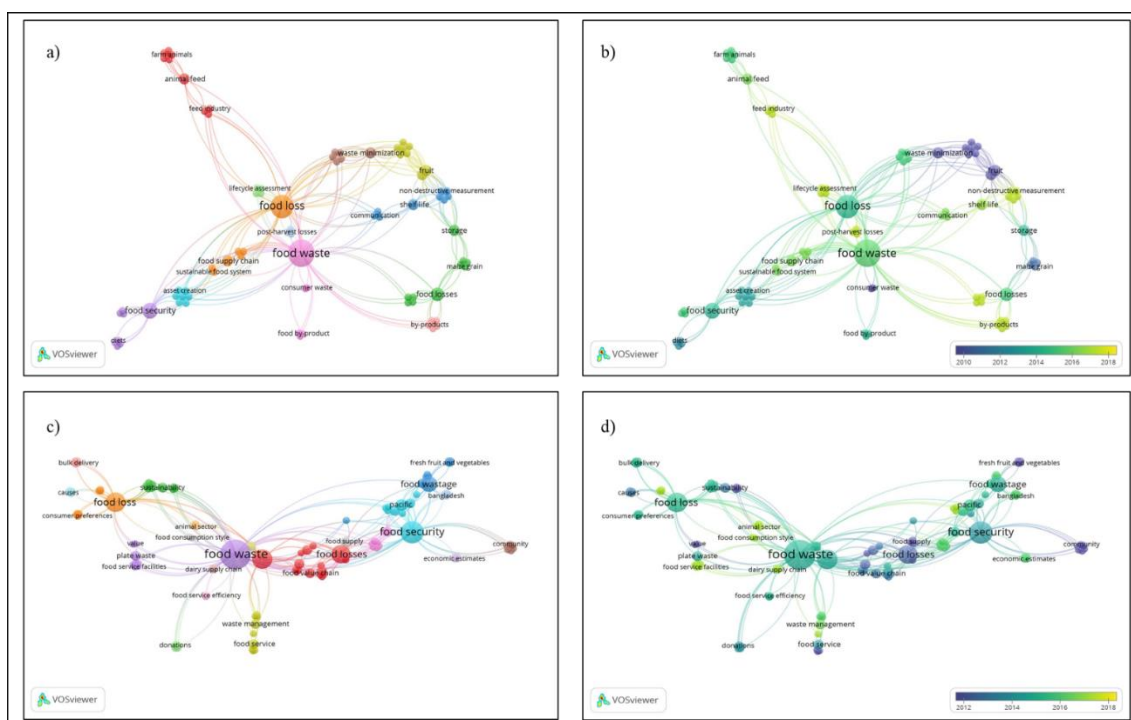 a)
farm animals
animal feed
feed industry
waste minimization
fruit
lifecycle assessment
non-destructive measurement
food loss
shelf-life
communication
post-harvest losses
storage
food waste
food supply chain
sustainable food system
maize grain
asset creation
consumer waste
food losses
food security
by-products
diets
food by-product
VOSviewer
b)
farm animals
animal feed
feed industry
waste minimization
fruit
lifecycle assessment
non-destructive measurement
food loss
shelf-life
communication
post-harvest losses
storage
food waste
food supply chain
sustainable food system
maize grain
asset creation
consumer waste
food losses
food security
by-products
diets
food by-product
VOSviewer
2010 2012 2014 2016 2018
c)
bulk delivery
fresh fruit and vegetables
causes
sustainability
food wastage
bangladesh
food loss
pacific
consumer preferences
animal sector
food security
value
food consumption style
food supply
community
plate waste
food waste
food losses
economic estimates
food service facilities
dairy supply chain
food value chain
food service efficiency
waste management
donations
food service
VOSviewer
d)
bulk delivery
fresh fruit and vegetables
causes
sustainability
food wastage
bangladesh
food loss
pacific
consumer preferences
animal sector
food security
value
food consumption style
food supply
community
plate waste
food waste
food losses
economic estimates
food service facilities
dairy supply chain
food value chain
food service efficiency
waste management
donations
food service
VOSviewer
2012 2014 2016 2018